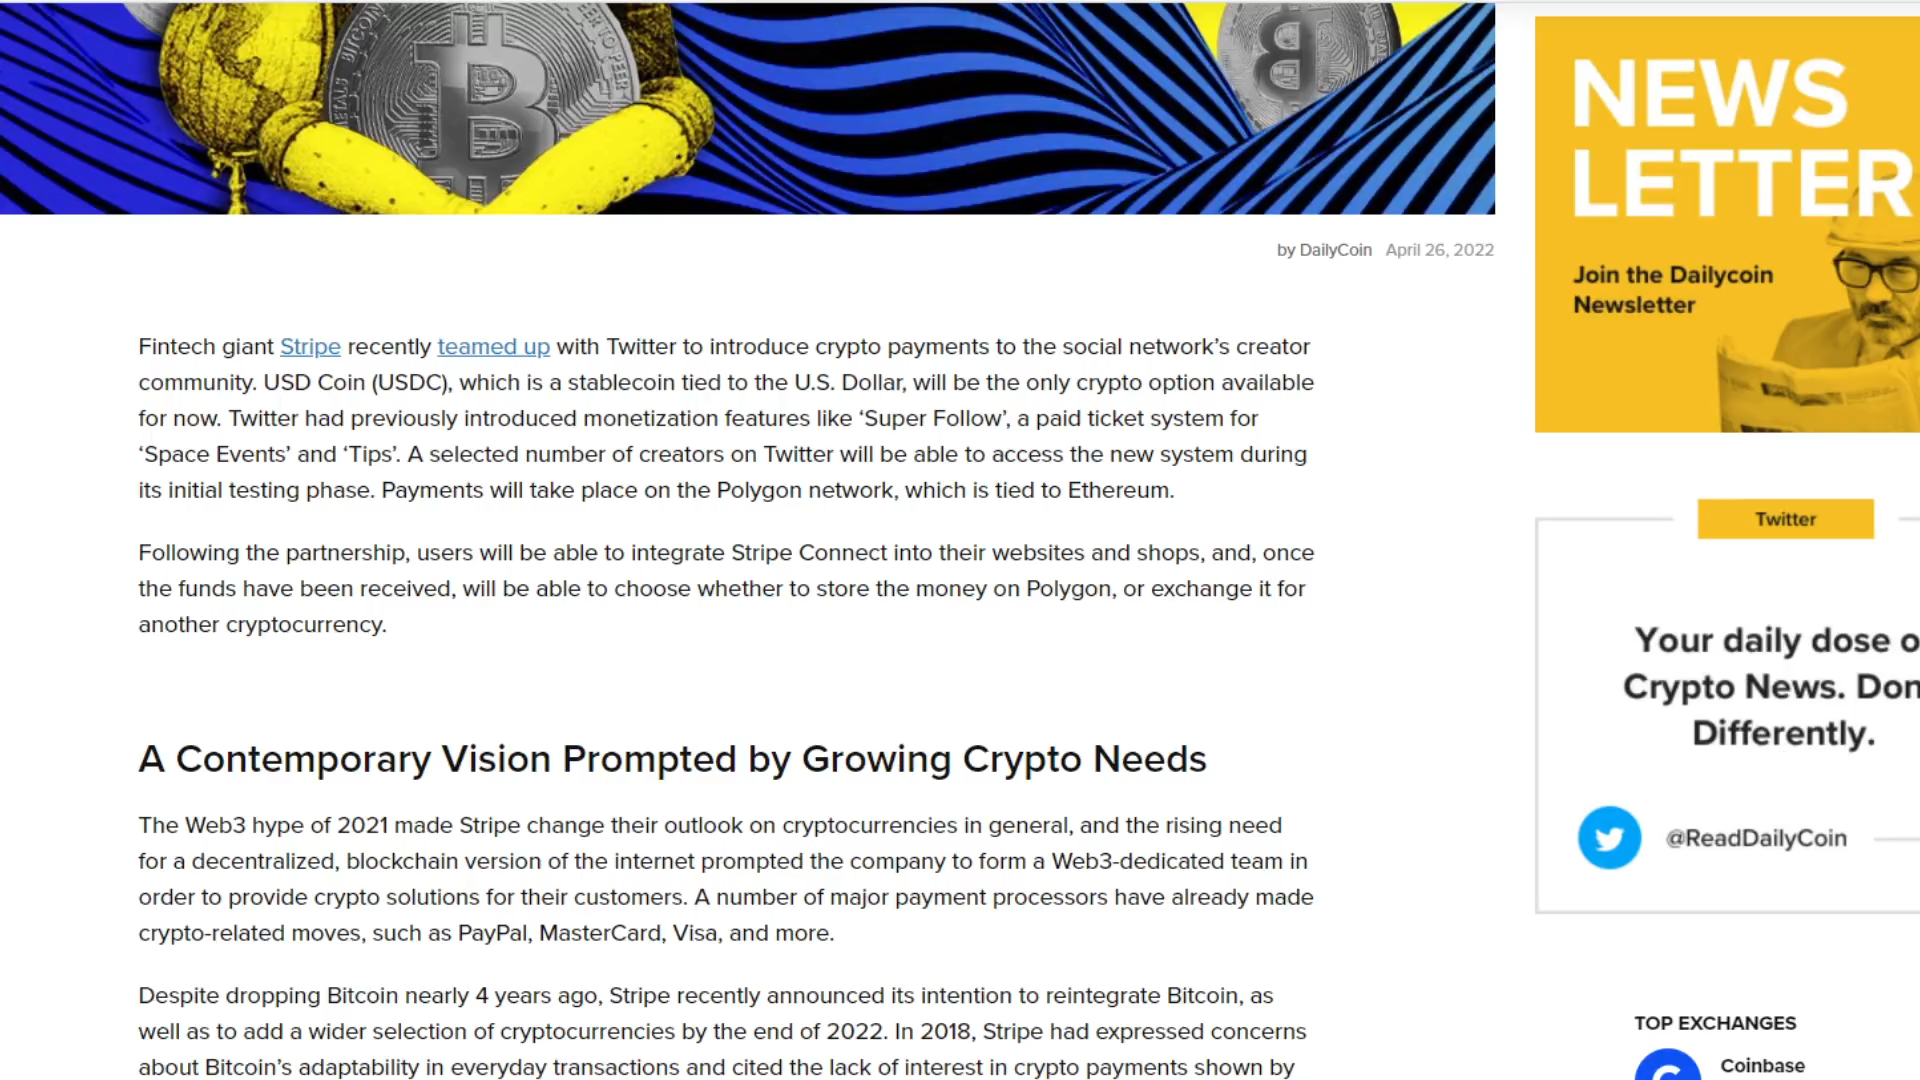 BITCOIN
PEER TO PEER
by DailyCoin April 26, 2022
Fintech giant Stripe recently teamed up with Twitter to introduce crypto payments to the social network’s creator
community. USD Coin (USDC), which is a stablecoin tied to the U.S. Dollar, will be the only crypto option available
for now. Twitter had previously introduced monetization features like ‘Super Follow’, a paid ticket system for
‘Space Events’ and ‘Tips’. A selected number of creators on Twitter will be able to access the new system during
its initial testing phase. Payments will take place on the Polygon network, which is tied to Ethereum.
Following the partnership, users will be able to integrate Stripe Connect into their websites and shops, and, once
the funds have been received, will be able to choose whether to store the money on Polygon, or exchange it for
another cryptocurrency.
A Contemporary Vision Prompted by Growing Crypto Needs
The Web3 hype of 2021 made Stripe change their outlook on cryptocurrencies in general, and the rising need
for a decentralized, blockchain version of the internet prompted the company to form a Web3-dedicated team in
order to provide crypto solutions for their customers. A number of major payment processors have already made
crypto-related moves, such as PayPal, MasterCard, Visa, and more.
Despite dropping Bitcoin nearly 4 years ago, Stripe recently announced its intention to reintegrate Bitcoin, as
well as to add a wider selection of cryptocurrencies by the end of 2022. In 2018, Stripe had expressed concerns
about Bitcoin’s adaptability in everyday transactions and cited the lack of interest in crypto payments shown by
NEWS
LETTER
Join the Dailycoin
Newsletter
Twitter
Your daily dose o
Crypto News. Don
Differently.
@ReadDailyCoin
TOP EXCHANGES
Coinbase